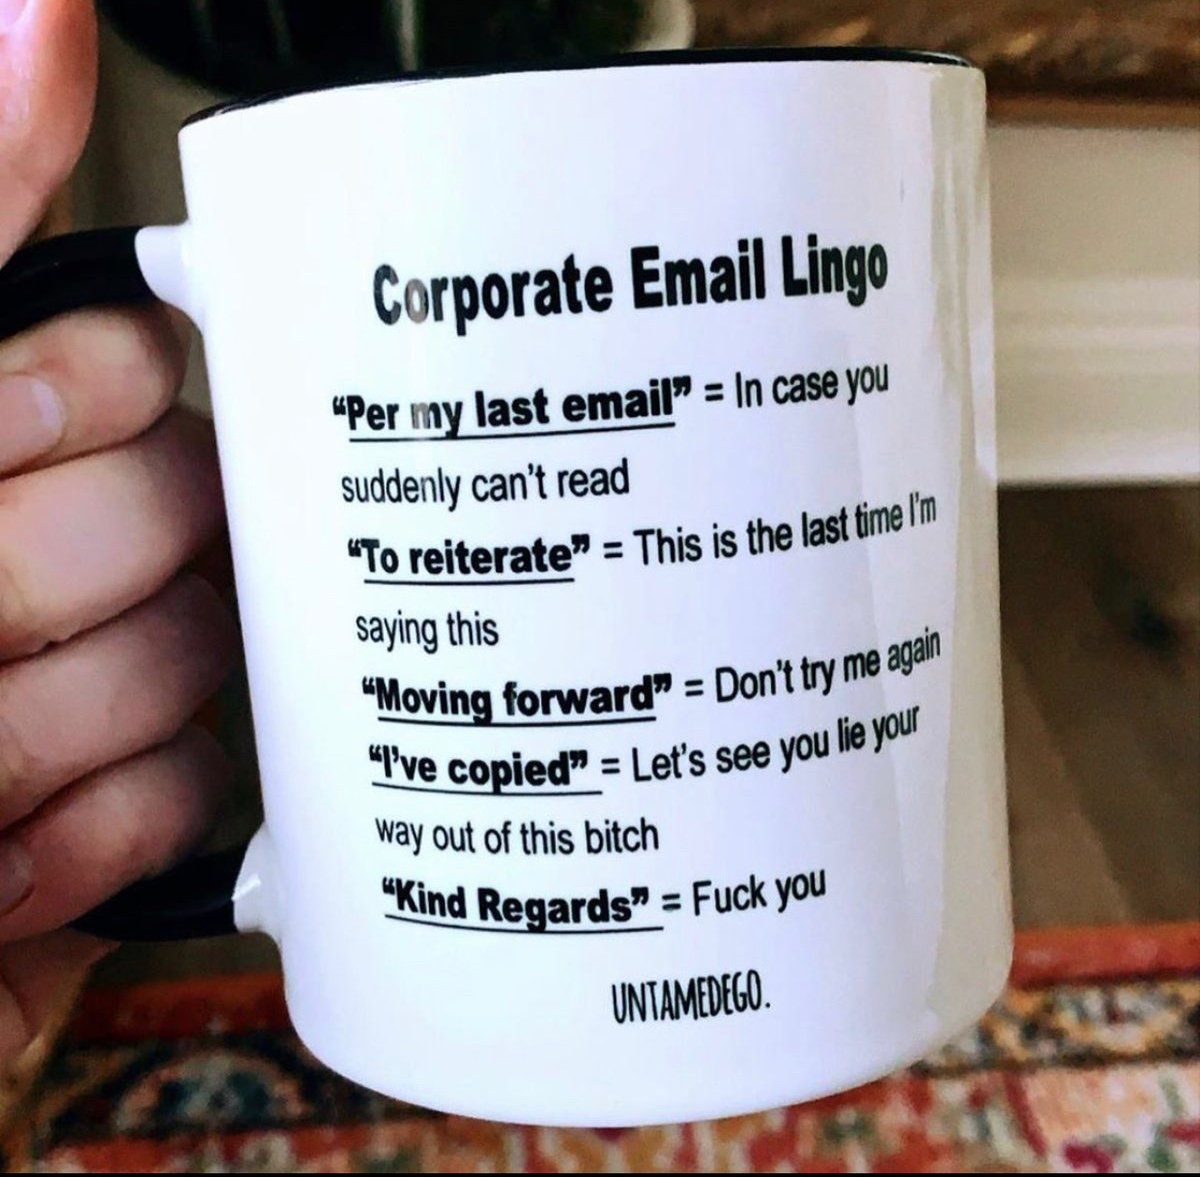 Corporate Email Lingo
“Per my last email” = In case you
suddenly can’t read
“To reiterate” = This is the last time I’m
saying this
“Moving forward” = Don’t try me again
“I’ve copied” = Let’s see you lie your
way out of this bitch
“Kind Regards” = Fuck you
UNTAMEDEGO.